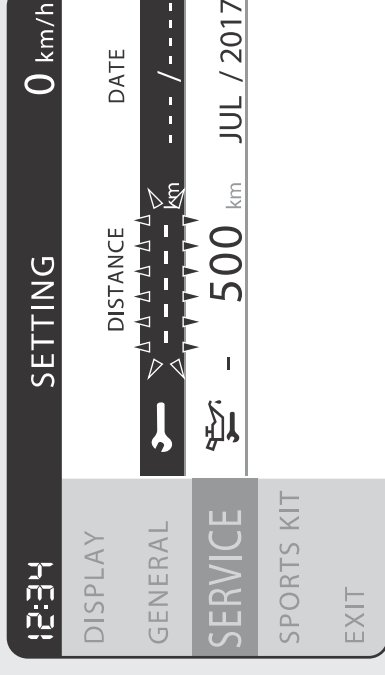 12:34 SETTING 0 km/h
DISPLAY
GENERAL
SERVICE
SPORTS KIT
EXIT
DISTANCE DATE
------ km ---/----
- 500 km JUL / 2017